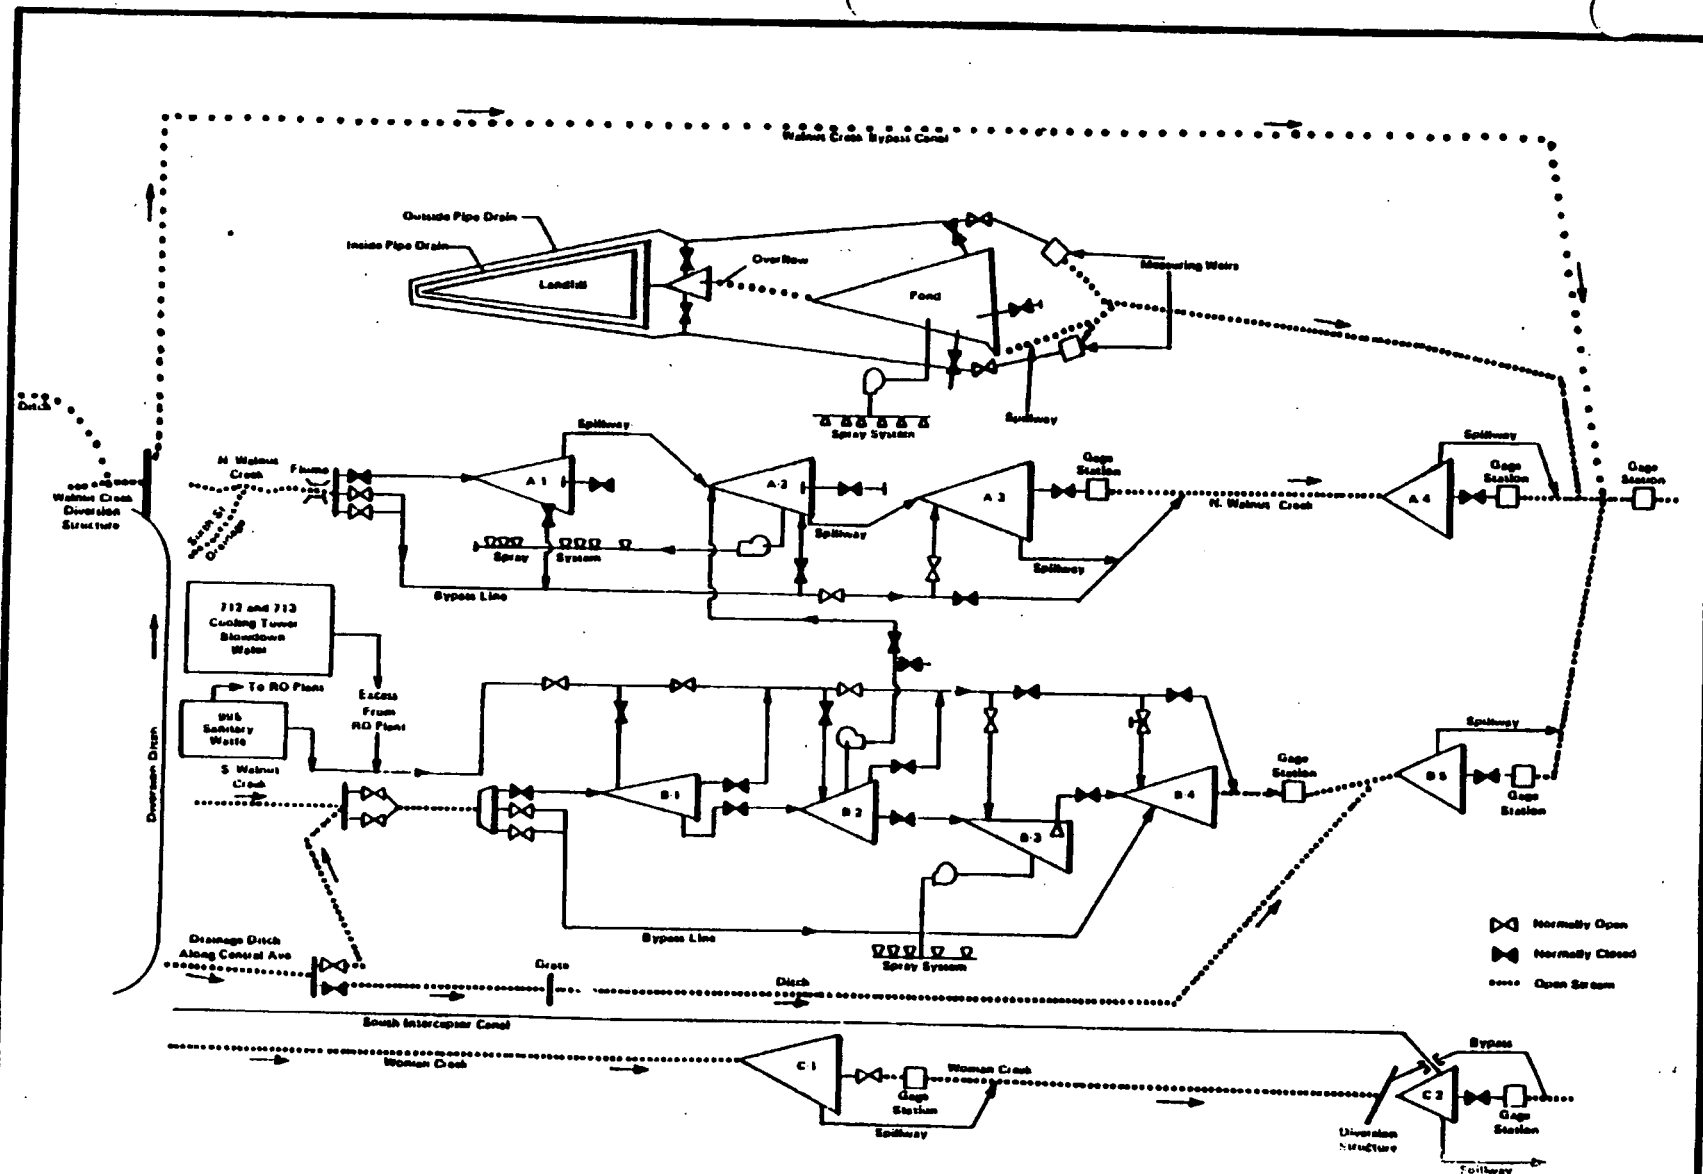 Walnut Creek Bypass Canal
Outside Pipe Drain
Inside Pipe Drain
Landfill
Overflow
Pond
Measuring Weirs
Spillway
Spray System
Ditch
Walnut Creek
Diversion
Structure
N. Walnut
Creek
Flume
Drainage
Spillway
A-1
A-2
A-3
Spillway
Spillway
Gage
Station
N. Walnut Creek
Spillway
A-4
Gage
Station
Gage
Station
Spray System
Bypass Line
712 and 713
Cooling Tower
Blowdown
Water
To RO Plant
Sanitary
Waste
Excess
From
RO Plant
S. Walnut
Creek
Diversion Ditch
B-1
B-2
B-3
B-4
Gage
Station
B-5
Spillway
Gage
Station
Bypass Line
Spray System
Drainage Ditch
Along Central Ave
Grate
Ditch
Normally Open
Normally Closed
Open Stream
South Interceptor Canal
Woman Creek
C-1
Gage
Station
Woman Creek
Spillway
Diversion
Structure
Bypass
C-2
Gage
Station
Spillway